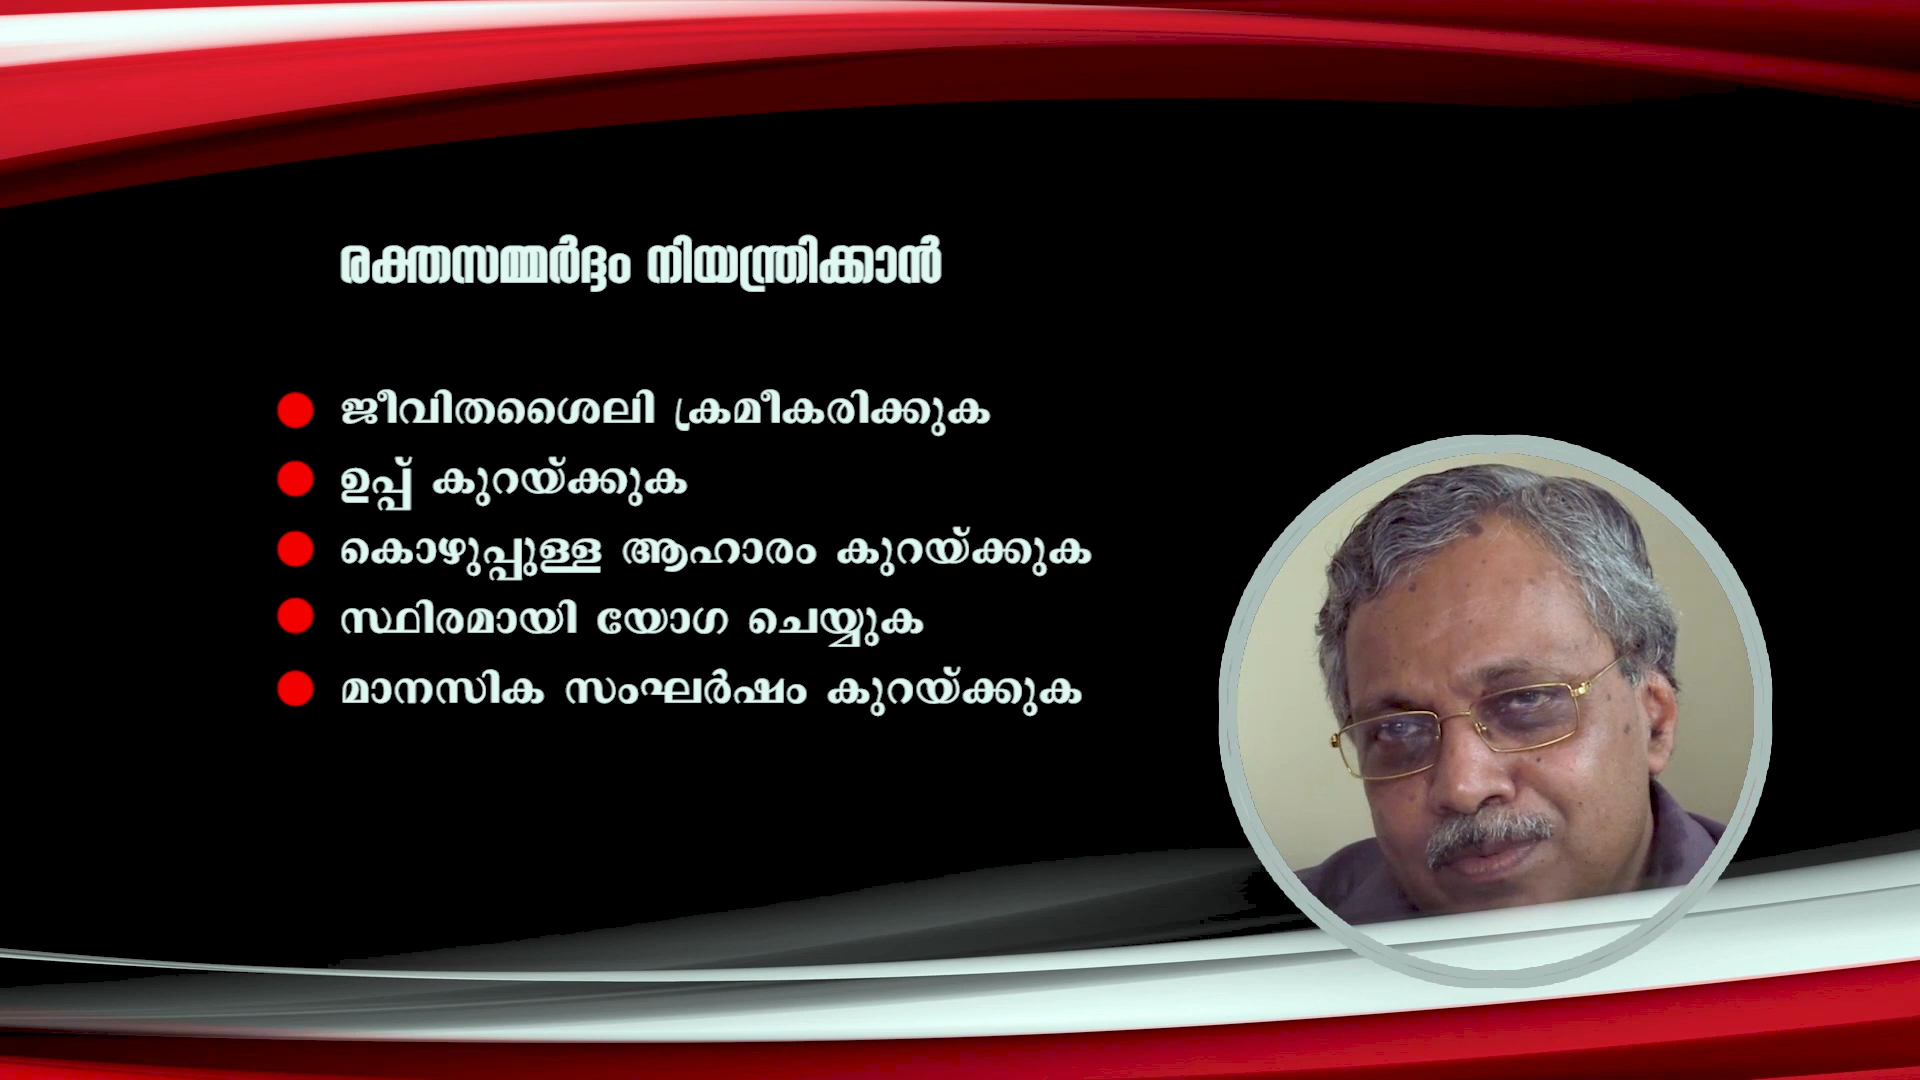 രക്തസമ്മർദ്ദം നിയന്ത്രിക്കാൻ
ജീവിതശൈലി ക്രമീകരിക്കുക
ഉപ്പ് കുറയ്ക്കുക
കൊഴുപ്പുള്ള ആഹാരം കുറയ്ക്കുക
സ്ഥിരമായി യോഗ ചെയ്യുക
മാനസിക സംഘർഷം കുറയ്ക്കുക